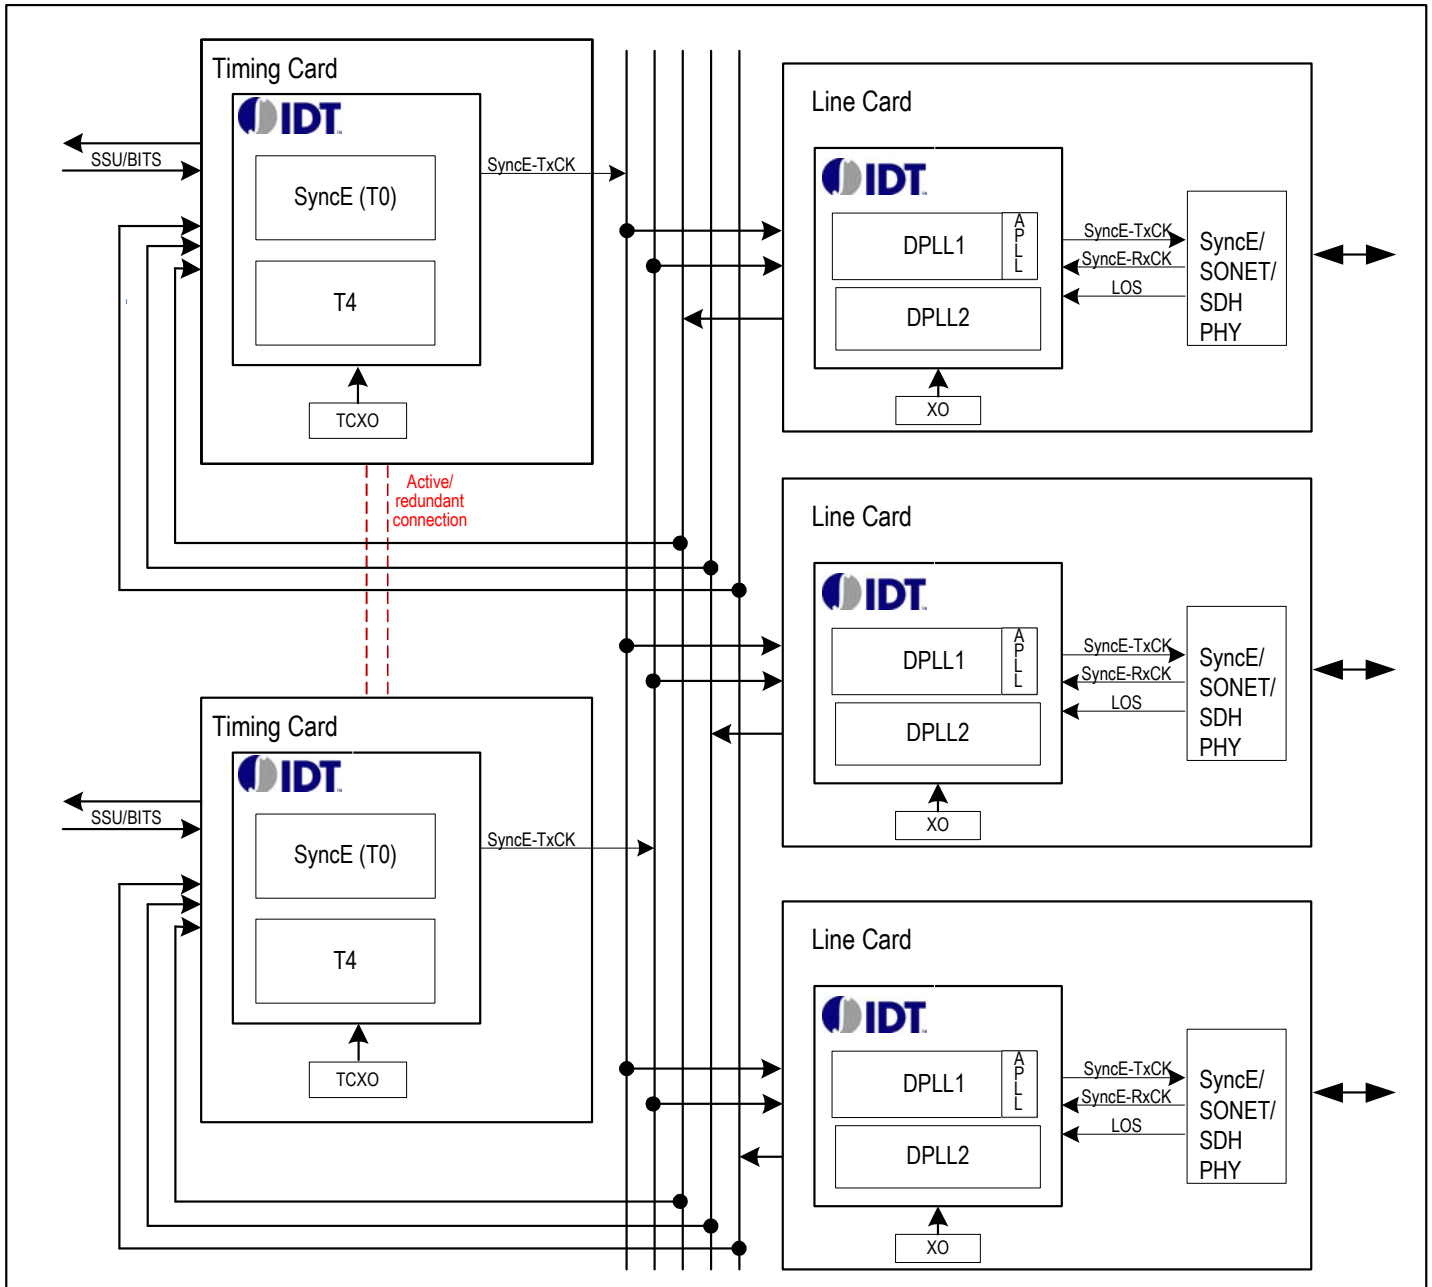 Timing Card
IDT
SSU/BITS
SyncE (T0)
T4
TCXO
SyncE-TxCK
Active/
redundant
connection
Timing Card
IDT
SSU/BITS
SyncE (T0)
T4
TCXO
SyncE-TxCK
Line Card
IDT
DPLL1
APLL
DPLL2
XO
SyncE-TxCK
SyncE-RxCK
LOS
SyncE/
SONET/
SDH
PHY
Line Card
IDT
DPLL1
APLL
DPLL2
XO
SyncE-TxCK
SyncE-RxCK
LOS
SyncE/
SONET/
SDH
PHY
Line Card
IDT
DPLL1
APLL
DPLL2
XO
SyncE-TxCK
SyncE-RxCK
LOS
SyncE/
SONET/
SDH
PHY